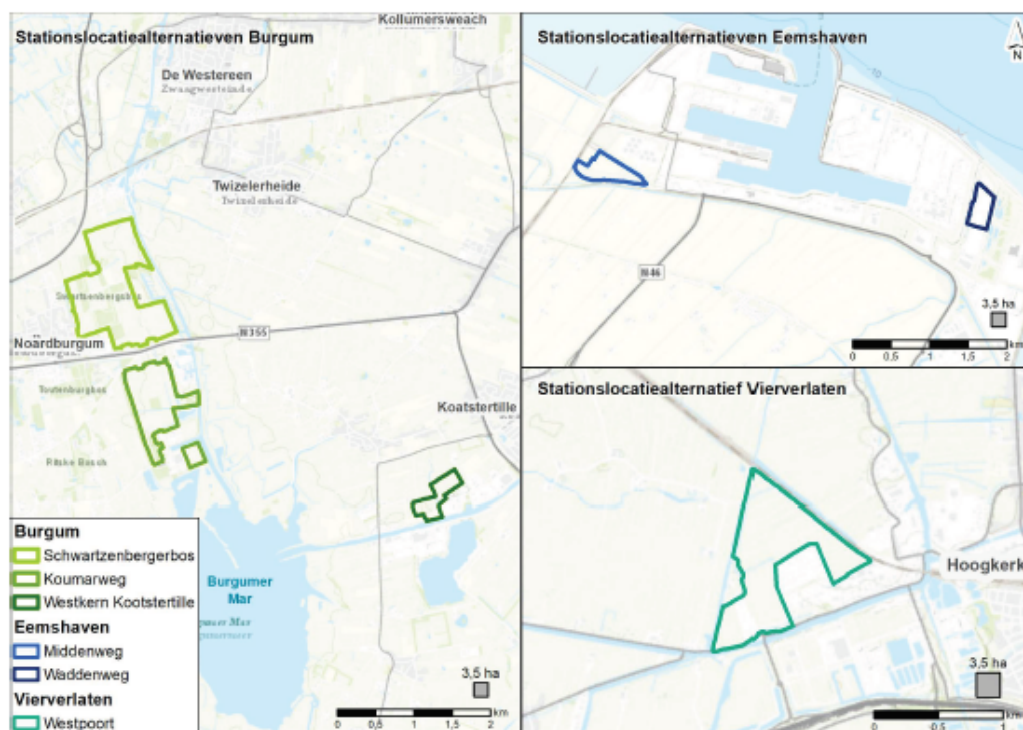 Kollumersweach
Stationslocatiealternatieven Burgum
De Westereen
Zwaagwesteinde
Twizelerheide
Twizelerheide
N355
Noârdburgum
Koatstertille
Burgum
Schwartzenbergerbos
Koumarweg
Westkern Kootstertille
Eemshaven
Middenweg
Waddenweg
Vierverlaten
Westpoort
Burgumer
Mar
3,5 ha
km
0 0,5 1 1,5 2
Stationslocatiealternatieven Eemshaven
N
N46
3,5 ha
0 0,5 1 1,5 2
km
Stationslocatiealternatief Vierverlaten
Hoogkerk
3,5 ha
km
0 0,5 1